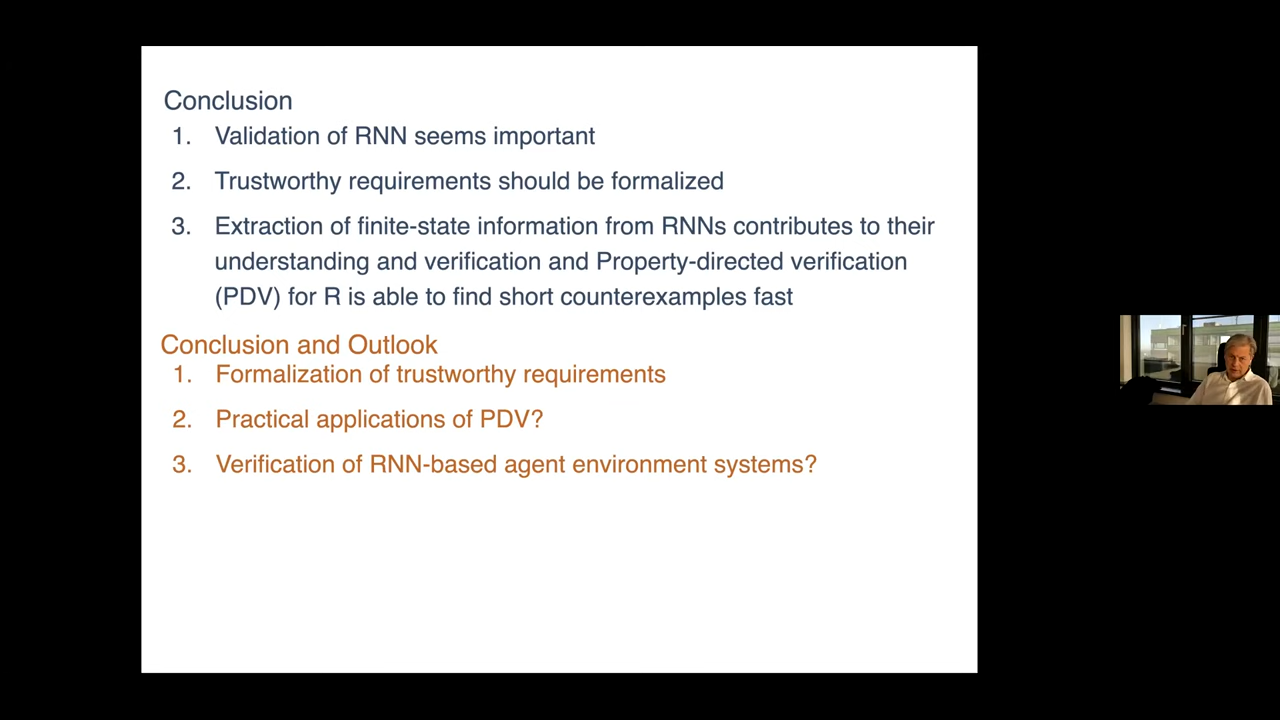 Conclusion
1. Validation of RNN seems important
2. Trustworthy requirements should be formalized
3. Extraction of finite-state information from RNNs contributes to their
understanding and verification and Property-directed verification
(PDV) for R is able to find short counterexamples fast
Conclusion and Outlook
1. Formalization of trustworthy requirements
2. Practical applications of PDV?
3. Verification of RNN-based agent environment systems?